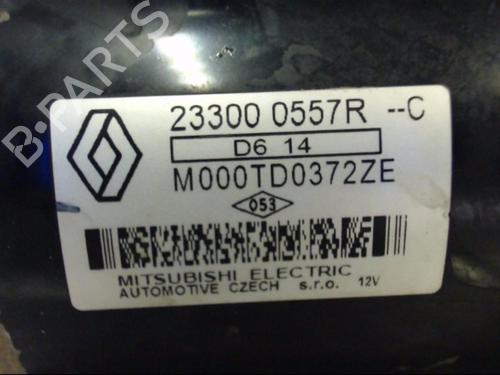 B-PARTS
23300 0557R --C
D6 14
M000TD0372ZE
053
MITSUBISHI ELECTRIC
AUTOMOTIVE CZECH s.r.o. 12V